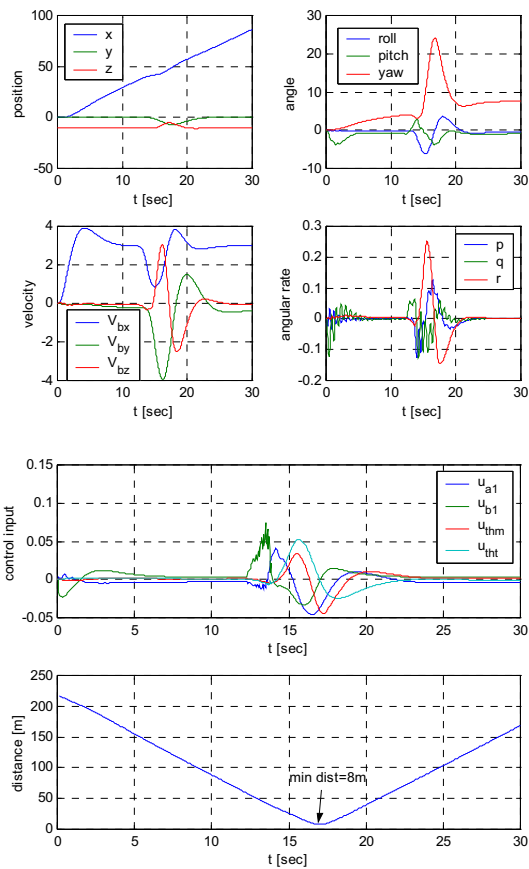 position
100
50
0
-50
x
y
z
0
10
20
30
t [sec]
angle
30
20
10
0
-10
roll
pitch
yaw
0
10
20
30
t [sec]
velocity
4
2
0
-2
-4
V_bx
V_by
V_bz
0
10
20
30
t [sec]
angular rate
0.3
0.2
0.1
0
-0.1
-0.2
p
q
r
0
10
20
30
t [sec]
control input
0.15
0.1
0.05
0
-0.05
u_a1
u_b1
u_thm
u_tht
0
5
10
15
20
25
30
t [sec]
distance [m]
250
200
150
100
50
0
min dist=8m
0
5
10
15
20
25
30
t [sec]